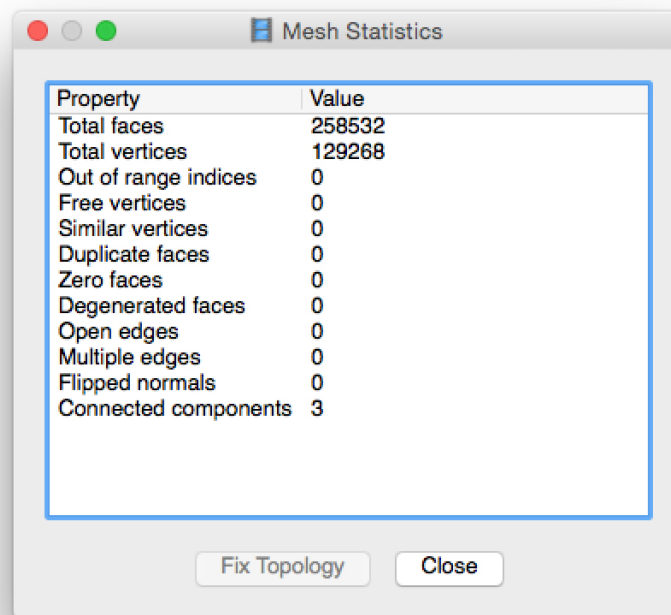 Mesh Statistics
Property Value
Total faces 258532
Total vertices 129268
Out of range indices 0
Free vertices 0
Similar vertices 0
Duplicate faces 0
Zero faces 0
Degenerated faces 0
Open edges 0
Multiple edges 0
Flipped normals 0
Connected components 3
Fix Topology Close